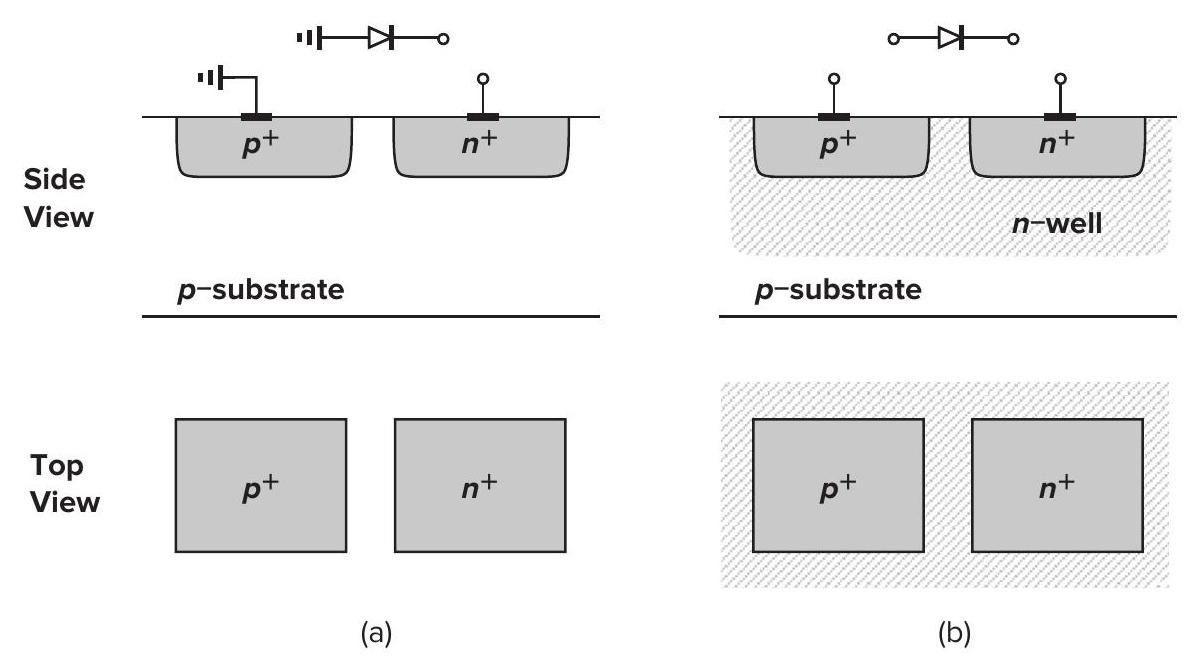 Side
View
p⁺
n⁺
p–substrate
p⁺
n⁺
n–well
p–substrate
Top
View
p⁺
n⁺
p⁺
n⁺
(a)
(b)